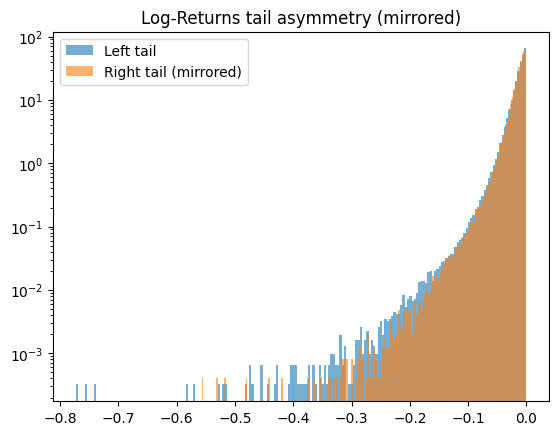 Log-Returns tail asymmetry (mirrored)
Left tail
Right tail (mirrored)
10²
10¹
10⁰
10⁻¹
10⁻²
10⁻³
−0.8 −0.7 −0.6 −0.5 −0.4 −0.3 −0.2 −0.1 0.0